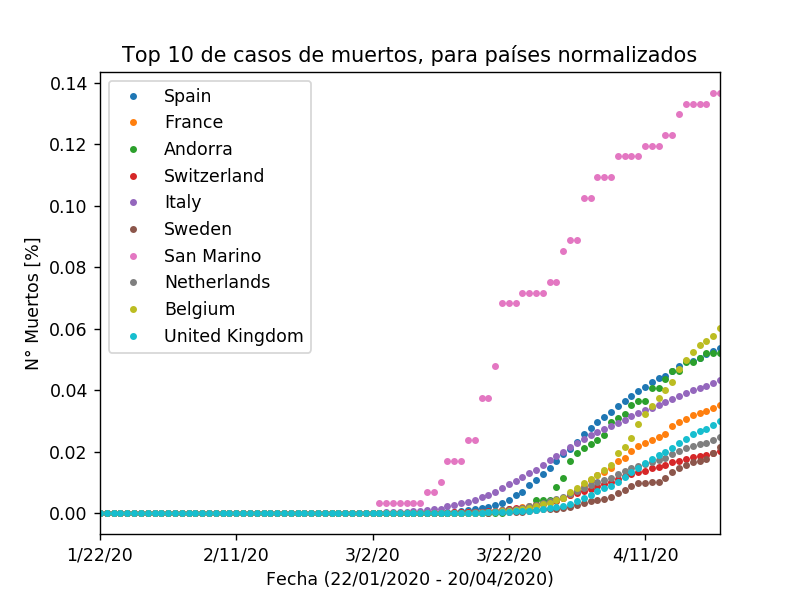 Top 10 de casos de muertos, para países normalizados
N° Muertos [%]
0.14
0.12
0.10
0.08
0.06
0.04
0.02
0.00
Spain
France
Andorra
Switzerland
Italy
Sweden
San Marino
Netherlands
Belgium
United Kingdom
1/22/20
2/11/20
3/2/20
3/22/20
4/11/20
Fecha (22/01/2020 - 20/04/2020)